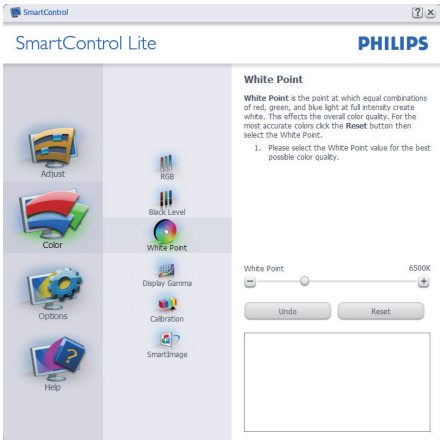 SmartControl
SmartControl Lite
PHILIPS
Adjust
Color
Options
Help
RGB
Black Level
White Point
Display Gamma
Calibration
SmartImage
White Point
White Point is the point at which equal combinations
of red, green, and blue light at full intensity create
white. This effects the overall color quality. For the
most accurate colors click the Reset button then
select the White Point.
1. Please select the White Point value for the best
possible color quality.
White Point 6500K
Undo Reset